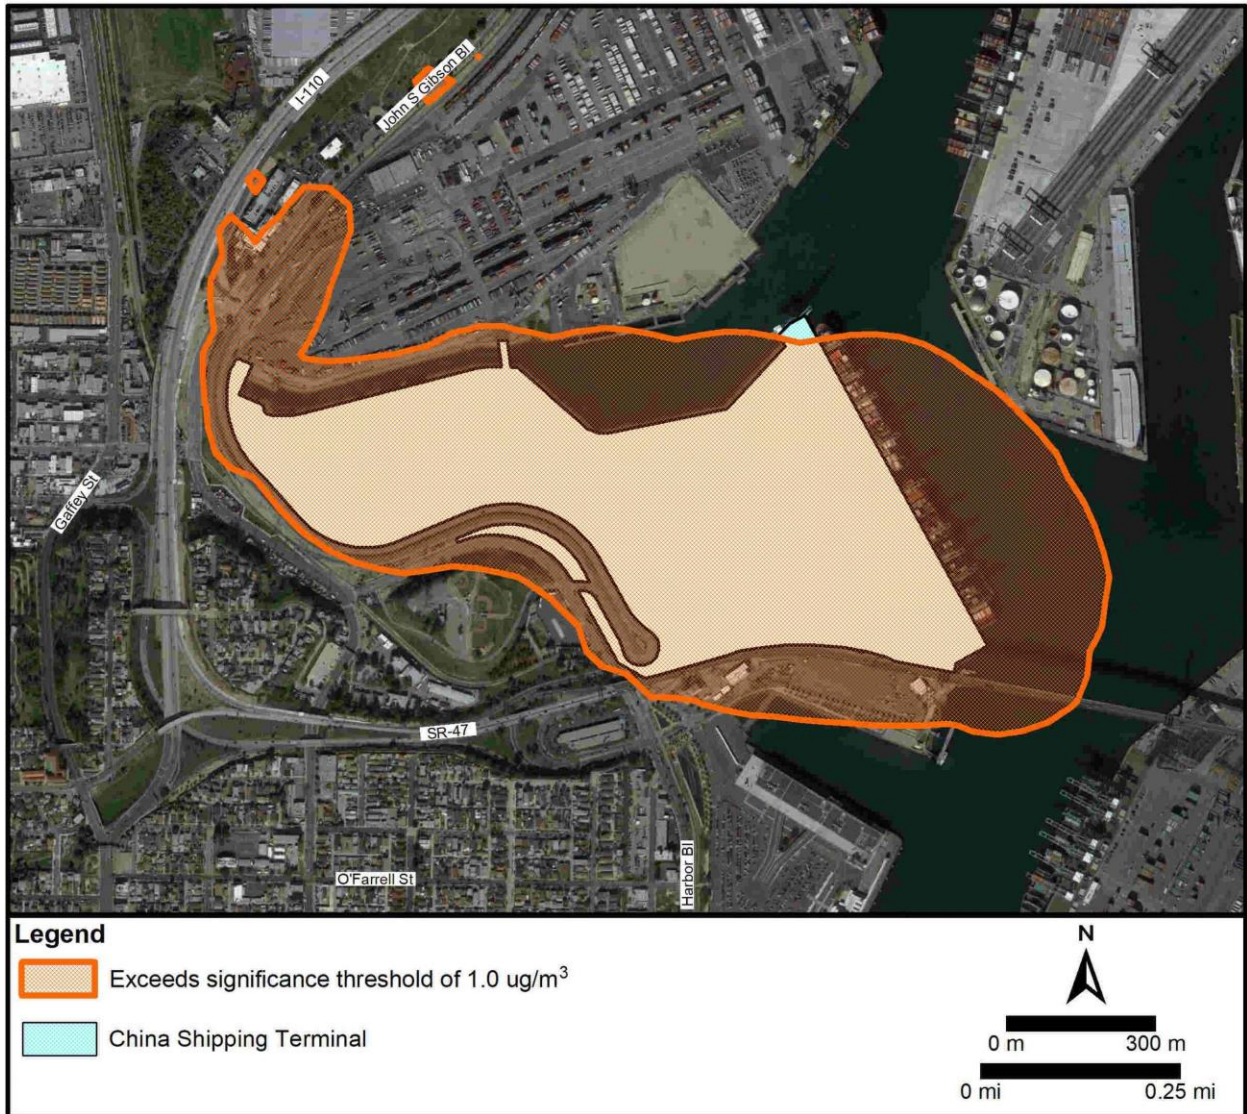 I-110
John S Gibson Bl
Gaffey St
SR-47
O'Farrell St
Harbor Bl
Legend
Exceeds significance threshold of 1.0 ug/m³
China Shipping Terminal
N
0 m 300 m
0 mi 0.25 mi